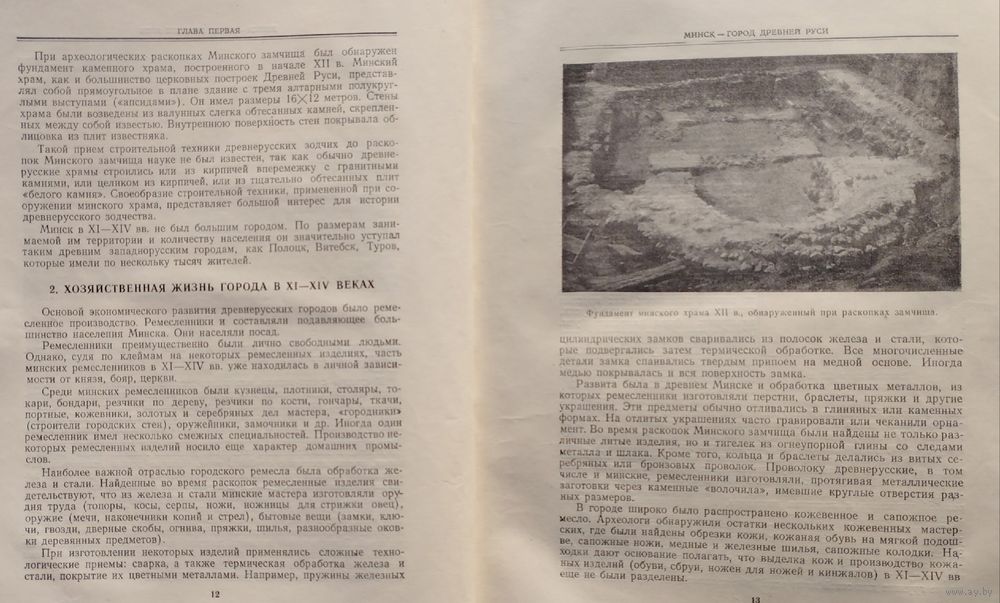 ГЛАВА ПЕРВАЯ
При археологических раскопках Минского замчища был обнаружен
фундамент каменного храма, построенного в начале XII в. Минский
храм, как и большинство церковных построек Древней Руси, представ-
лял собой прямоугольное в плане здание с тремя алтарными полукруг-
лыми выступами («апсидами»). Он имел размеры 16×12 метров. Стены
храма были возведены из валунных слегка обтесанных камней, скреплен-
ных между собой известью. Внутреннюю поверхность стен покрывала об-
лицовка из плит известняка.
Такой прием строительной техники древнерусских зодчих до раско-
пок Минского замчища науке не был известен, так как обычно древне-
русские храмы строились или из кирпичей вперемежку с гранитными
камнями, или целиком из кирпичей, или из тщательно обтесанных плит
«белого камня». Своеобразие строительной техники, примененной при со-
оружении минского храма, представляет большой интерес для истории
древнерусского зодчества.
Минск в XI—XIV вв. не был большим городом. По размерам зани-
маемой им территории и количеству населения он значительно уступал
таким древним западнорусским городам, как Полоцк, Витебск, Туров,
которые имели по нескольку тысяч жителей.
2. ХОЗЯЙСТВЕННАЯ ЖИЗНЬ ГОРОДА В XI—XIV ВЕКАХ
Основой экономического развития древнерусских городов было реме-
сленное производство. Ремесленники и составляли подавляющее боль-
шинство населения Минска. Они населяли посад.
Ремесленники преимущественно были лично свободными людьми.
Однако, судя по клеймам на некоторых ремесленных изделиях, часть
минских ремесленников в XI—XIV вв. уже находилась в личной зависи-
мости от князя, бояр, церкви.
Среди минских ремесленников были кузнецы, плотники, столяры, то-
кари, бондари, резчики по дереву, резчики по кости, гончары, ткачи,
портные, кожевники, золотых и серебряных дел мастера, «городники»
(строители городских стен), оружейники, замочники и др. Иногда один
ремесленник имел несколько смежных специальностей. Производство не-
которых ремесленных изделий носило еще характер домашних промы-
слов.
Наиболее важной отраслью городского ремесла была обработка же-
леза и стали. Найденные во время раскопок ремесленные изделия сви-
детельствуют, что из железа и стали минские мастера изготовляли ору-
дия труда (топоры, косы, серпы, ножи, ножницы для стрижки овец),
оружие (мечи, наконечники копий и стрел), бытовые вещи (замки, клю-
чи, гвозди, дверные скобы, огнива, пряжки, шилья, разнообразные оков-
ки деревянных предметов).
При изготовлении некоторых изделий применялись сложные техно-
логические приемы: сварка, а также термическая обработка железа и
стали, покрытие их цветными металлами. Например, пружины железных
12
МИНСК — ГОРОД ДРЕВНЕЙ РУСИ
Фундамент минского храма XII в., обнаруженный при раскопках замчища.
цилиндрических замков сваривались из полосок железа и стали, кото-
рые подвергались затем термической обработке. Все многочисленные
детали замка спаивались твердым припоем на медной основе. Иногда
медью покрывалась и вся поверхность замка.
Развита была в древнем Минске и обработка цветных металлов, из
которых ремесленники изготовляли перстни, браслеты, пряжки и другие
украшения. Эти предметы обычно отливались в глиняных или каменных
формах. На отлитых украшениях часто гравировали или чеканили орна-
мент. Во время раскопок Минского замчища были найдены не только раз-
личные литые изделия, но и тигелек из огнеупорной глины со следами
металла и шлака. Кроме того, кольца и браслеты делались из витых се-
ребряных или бронзовых проволок. Проволоку древнерусские, в том
числе и минские, ремесленники изготовляли, протягивая металлические
заготовки через каменные «волочила», имевшие круглые отверстия раз-
ных размеров.
В городе широко было распространено кожевенное и сапожное ре-
месло. Археологи обнаружили остатки нескольких кожевенных мастер-
ских, где были найдены обрезки кожи, кожаная обувь на мягкой подош-
ве, сапожные ножи, медные и железные шилья, сапожные колодки. На-
ходки дают основание полагать, что выделка кож и производство кожа-
ных изделий (обуви, сбруи, ножен для ножей и кинжалов) в XI—XIV вв
еще не были разделены.
13
www.ay.by